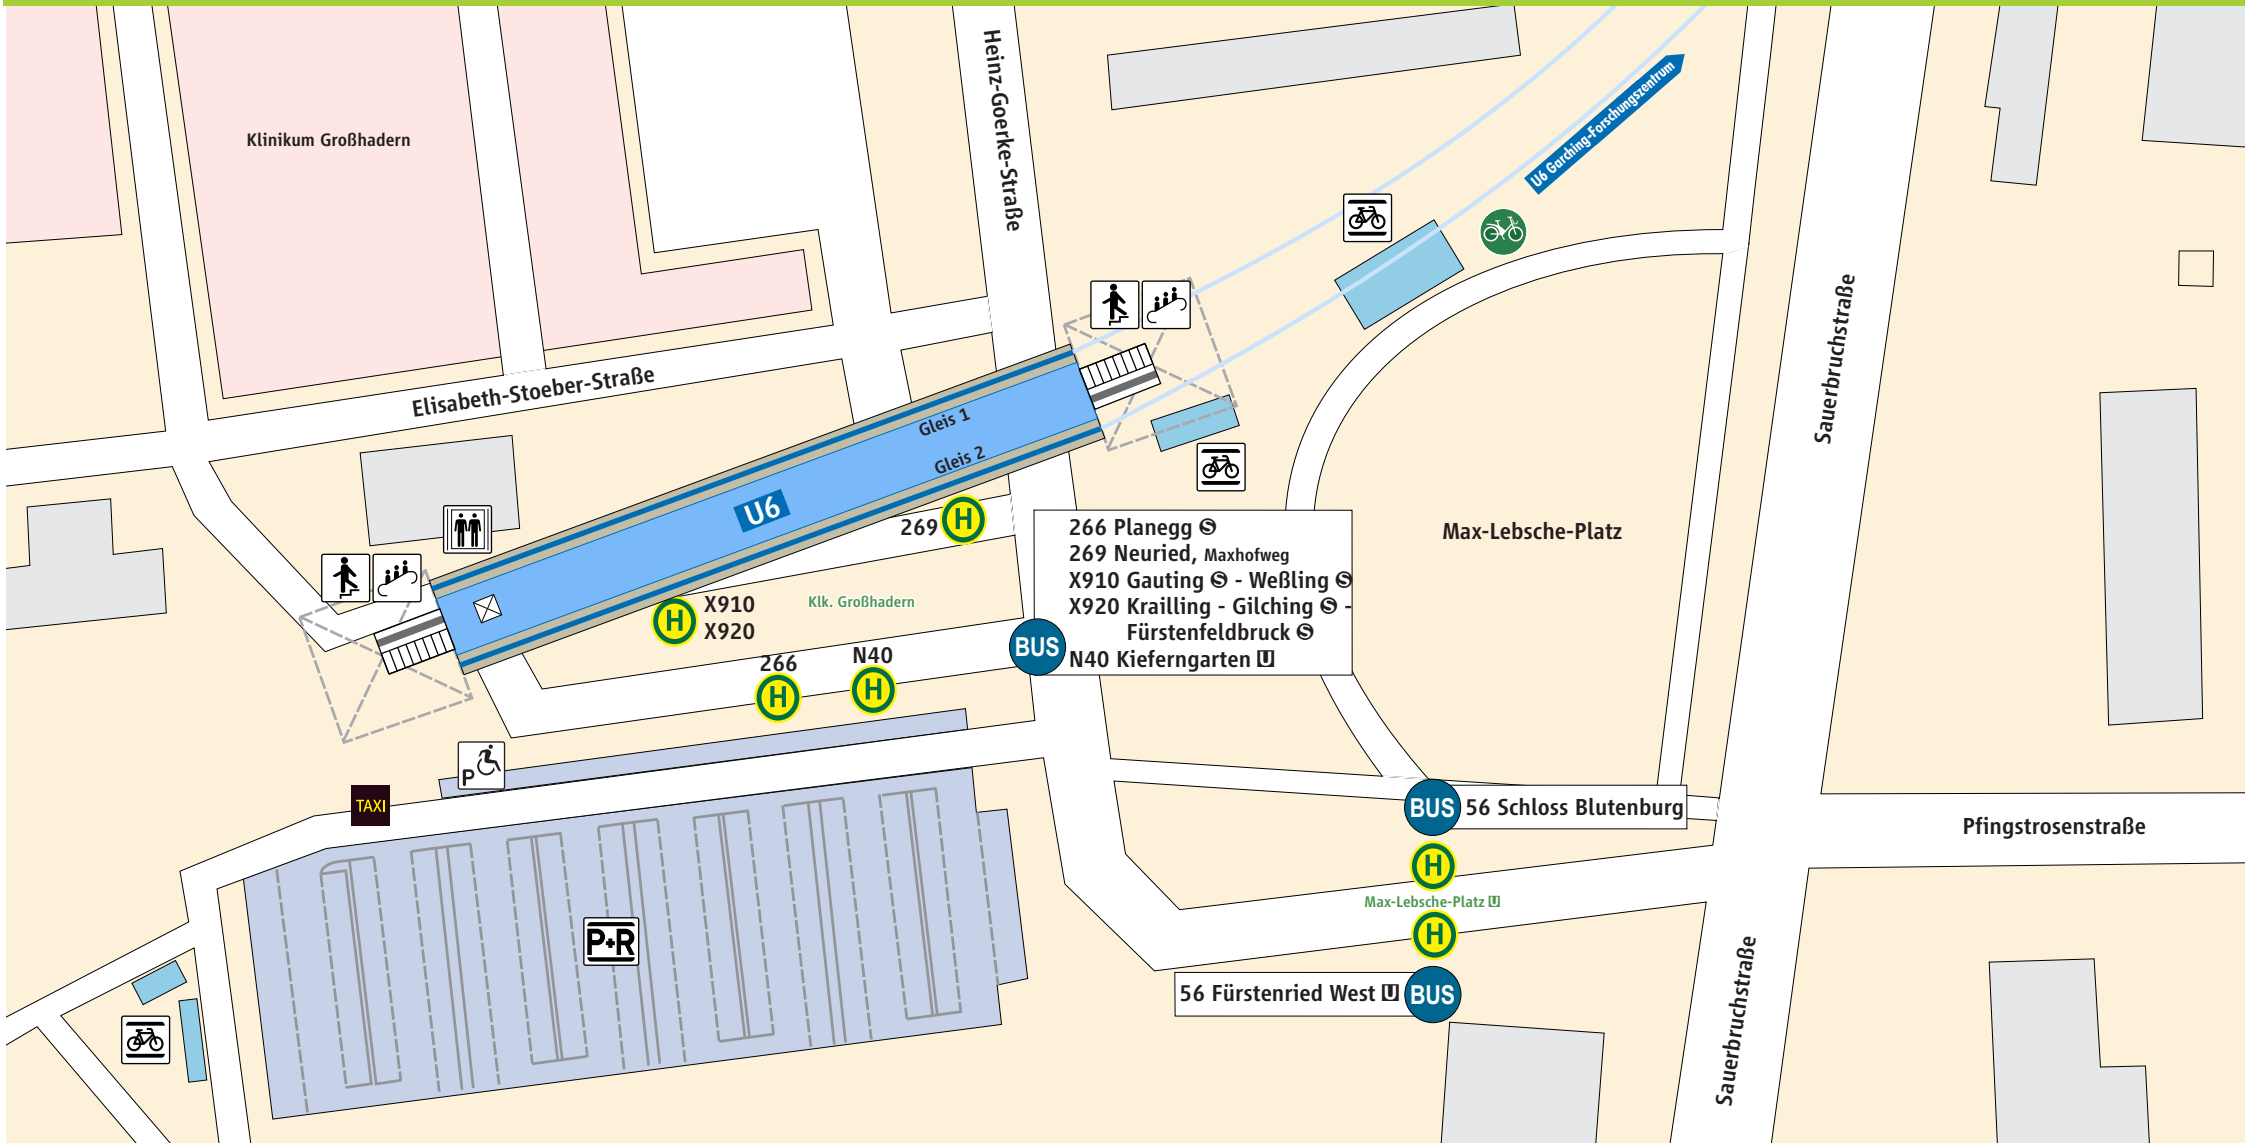 Klinikum Großhadern
Heinz-Goerke-Straße
U6 Garching-Forschungszentrum
Elisabeth-Stoeber-Straße
Sauerbruchstraße
Gleis 1
Gleis 2
U6
269 H
Max-Lebsche-Platz
266 Planegg S
269 Neuried, Maxhofweg
X910 Gauting S - Weßling S
X920 Krailling - Gilching S -
Fürstenfeldbruck S
BUS
N40 Kieferngarten U
H X910
X920
Klk. Großhadern
266
N40
H
H
P
TAXI
BUS 56 Schloss Blutenburg
Pfingstrosenstraße
H
Max-Lebsche-Platz U
H
P+R
56 Fürstenried West U BUS
Sauerbruchstraße